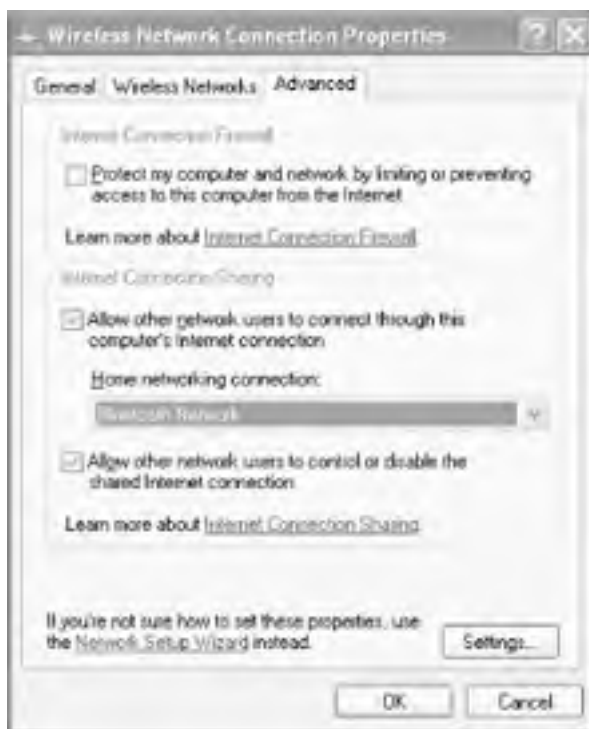 Wireless Network Connection Properties
General Wireless Networks Advanced
Internet Connection Firewall
Protect my computer and network by limiting or preventing
access to this computer from the Internet
Learn more about Internet Connection Firewall.
Internet Connection Sharing
Allow other network users to connect through this
computer's Internet connection
Home networking connection:
Bluetooth Network
Allow other network users to control or disable the
shared Internet connection
Learn more about Internet Connection Sharing.
If you're not sure how to set these properties, use
the Network Setup Wizard instead.
Settings...
OK Cancel